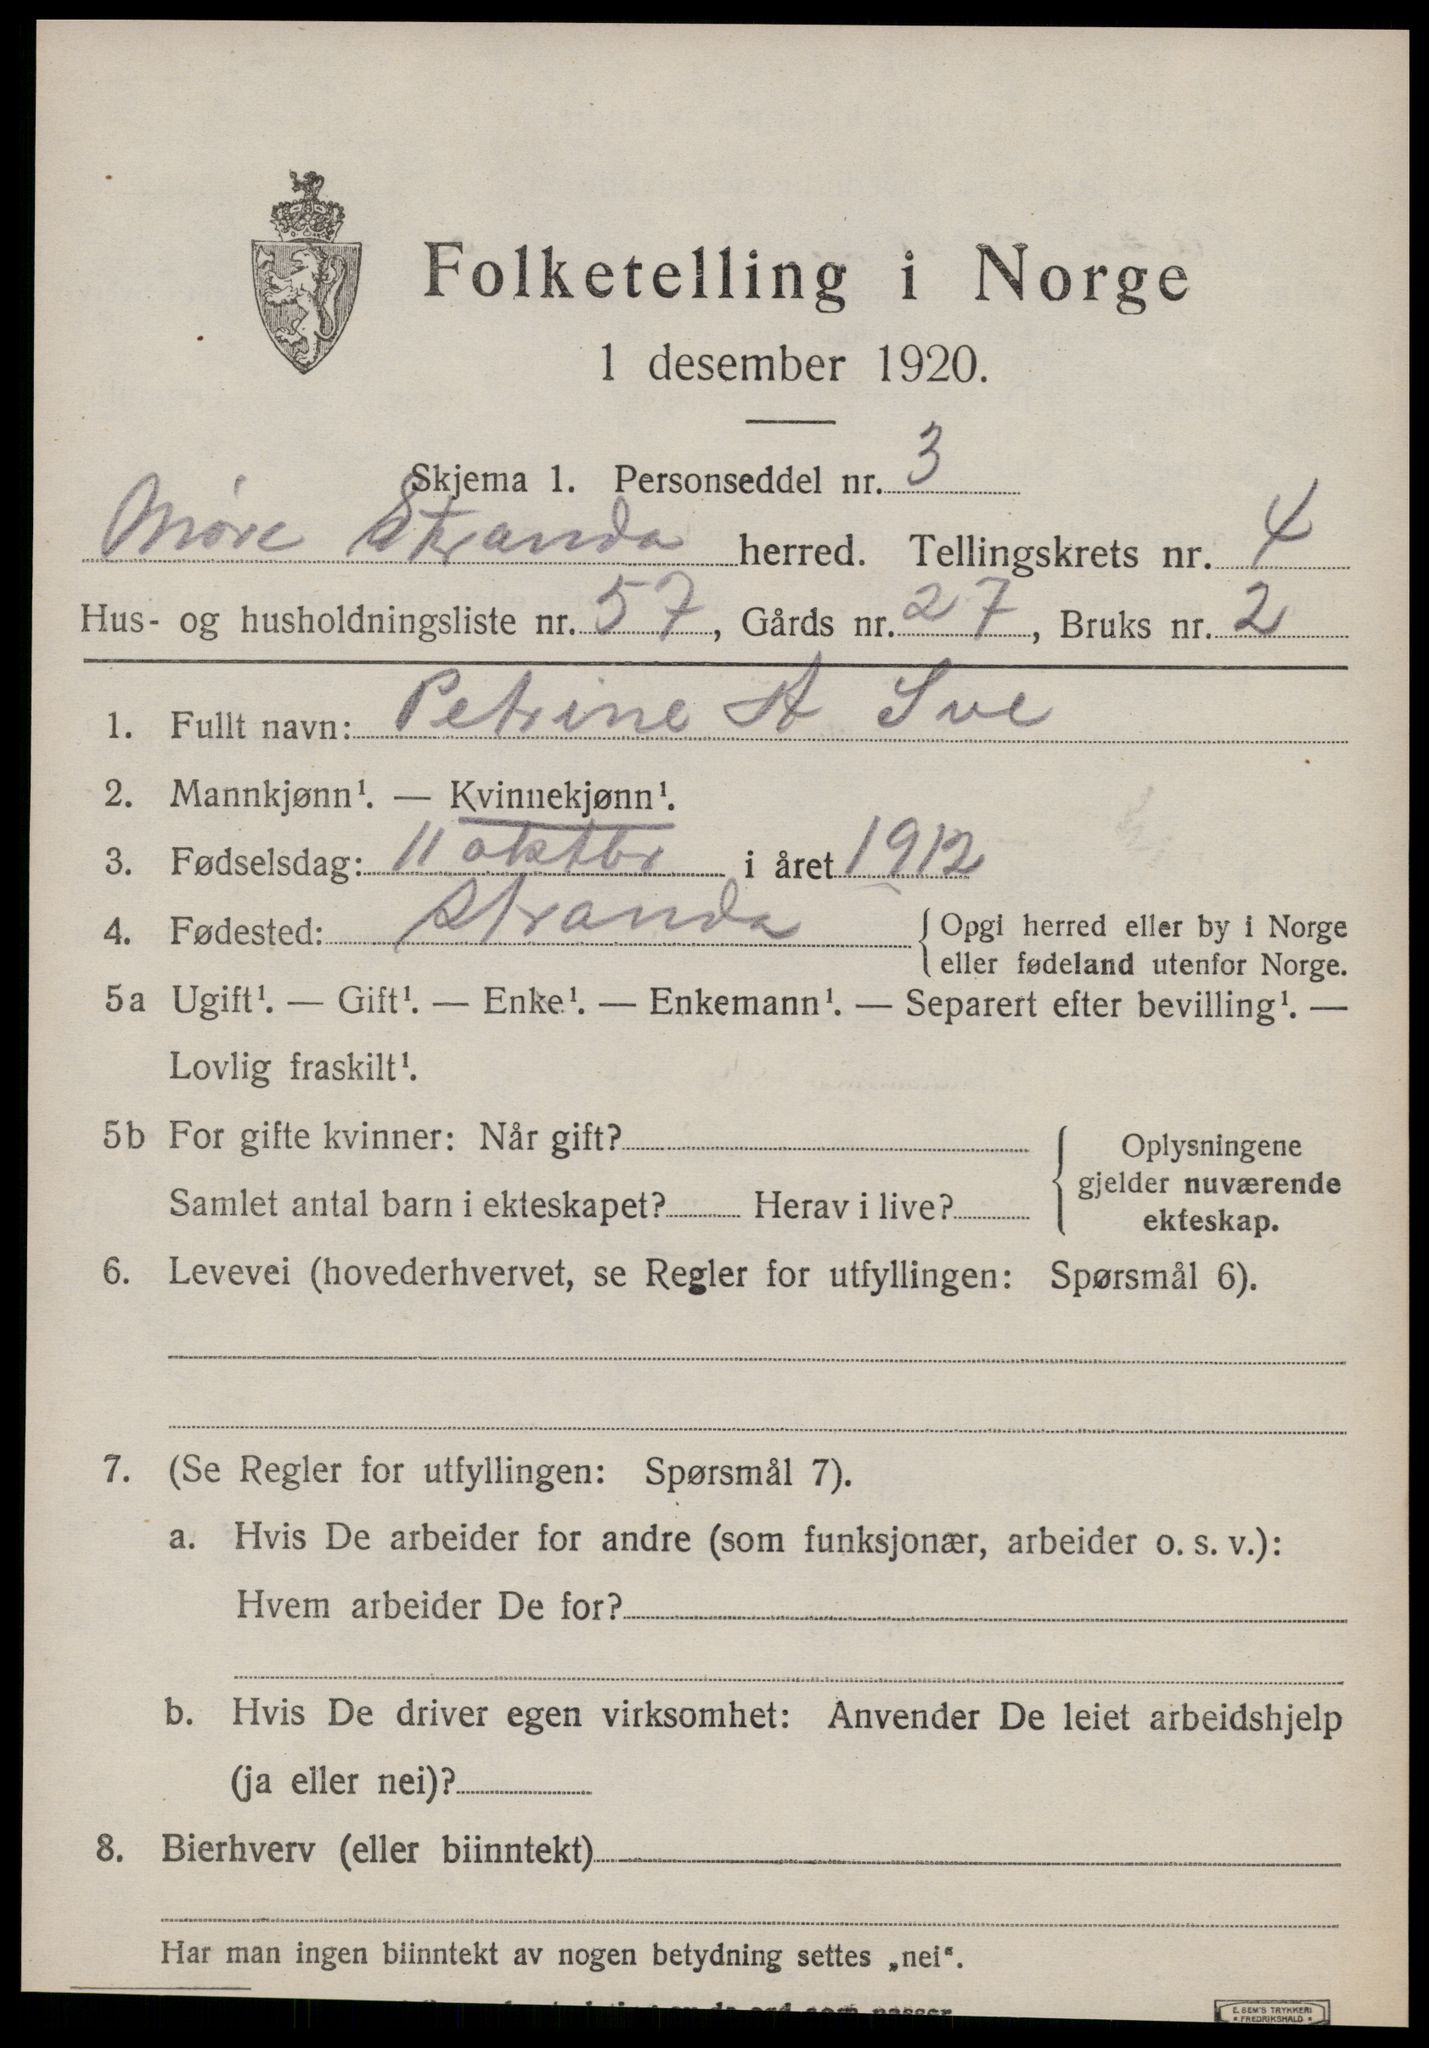 Folketelling i Norge
1 desember 1920.
Skjema 1. Personseddel nr. 3
Møre Stranda herred. Tellingskrets nr. 4
Hus- og husholdningsliste nr. 57, Gårds nr. 27, Bruks nr. 2
1. Fullt navn: Petrine A Sve
2. Mannkjønn¹. — Kvinnekjønn¹.
3. Fødselsdag: 11 oktbr i året 1912
4. Fødested: Stranda { Opgi herred eller by i Norge
eller fødeland utenfor Norge.
5a Ugift¹. — Gift¹. — Enke¹. — Enkemann¹. — Separert efter bevilling¹. —
Lovlig fraskilt¹.
5b For gifte kvinner: Når gift?
Samlet antal barn i ekteskapet? Herav i live?
{ Oplysningene
gjelder nuværende
ekteskap.
6. Levevei (hovederhvervet, se Regler for utfyllingen: Spørsmål 6).
7. (Se Regler for utfyllingen: Spørsmål 7).
a. Hvis De arbeider for andre (som funksjonær, arbeider o. s. v.):
Hvem arbeider De for?
b. Hvis De driver egen virksomhet: Anvender De leiet arbeidshjelp
(ja eller nei)?
8. Bierhverv (eller biinntekt)
Har man ingen biinntekt av nogen betydning settes „nei“.
E. SEM'S TRYKKERI
* FREDRIKSHALD *